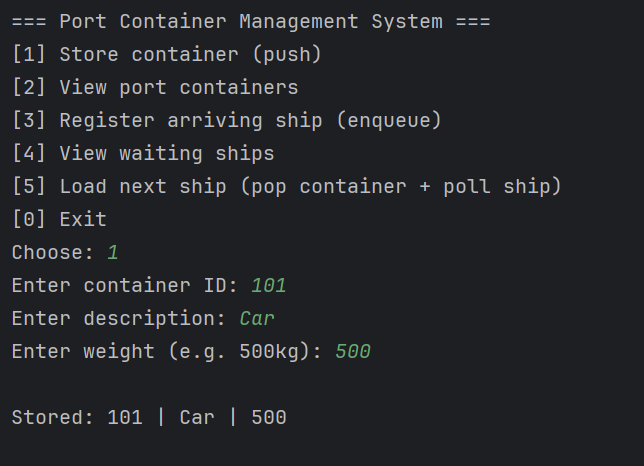 === Port Container Management System ===
[1] Store container (push)
[2] View port containers
[3] Register arriving ship (enqueue)
[4] View waiting ships
[5] Load next ship (pop container + poll ship)
[0] Exit
Choose: 1
Enter container ID: 101
Enter description: Car
Enter weight (e.g. 500kg): 500
Stored: 101 | Car | 500